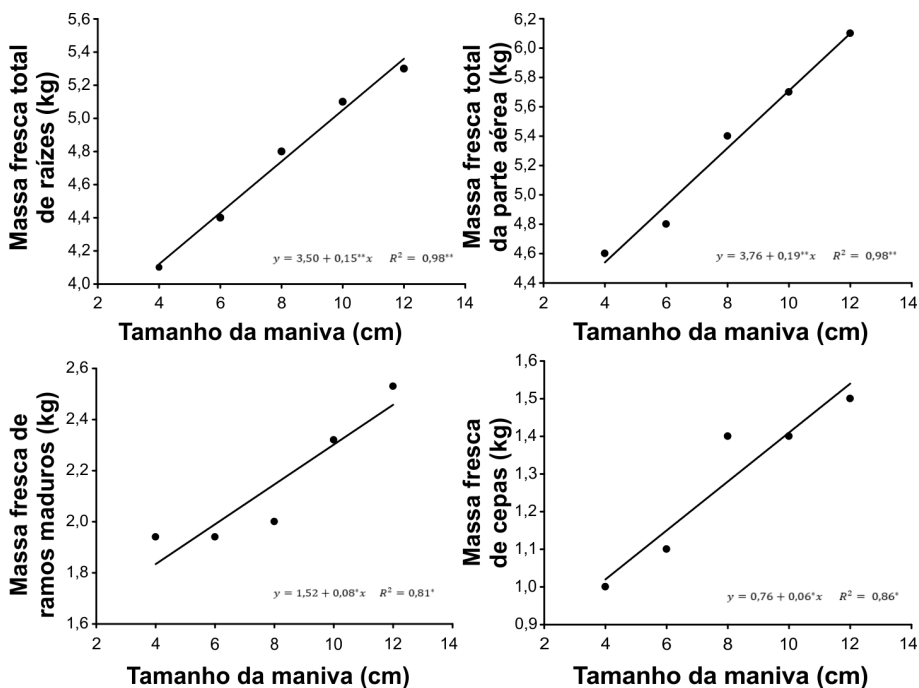 Massa fresca total
de raízes (kg)
5,6
5,4
5,2
5,0
4,8
4,6
4,4
4,2
4,0
y = 3,50 + 0,15**x R² = 0,98**
2 4 6 8 10 12 14
Tamanho da maniva (cm)
Massa fresca total
da parte aérea (kg)
6,2
6,0
5,8
5,6
5,4
5,2
5,0
4,8
4,6
4,4
y = 3,76 + 0,19**x R² = 0,98**
2 4 6 8 10 12 14
Tamanho da maniva (cm)
Massa fresca de
ramos maduros (kg)
2,6
2,4
2,2
2,0
1,8
1,6
y = 1,52 + 0,08*x R² = 0,81*
2 4 6 8 10 12 14
Tamanho da maniva (cm)
Massa fresca
de cepas (kg)
1,6
1,5
1,4
1,3
1,2
1,1
1,0
0,9
y = 0,76 + 0,06*x R² = 0,86*
2 4 6 8 10 12 14
Tamanho da maniva (cm)